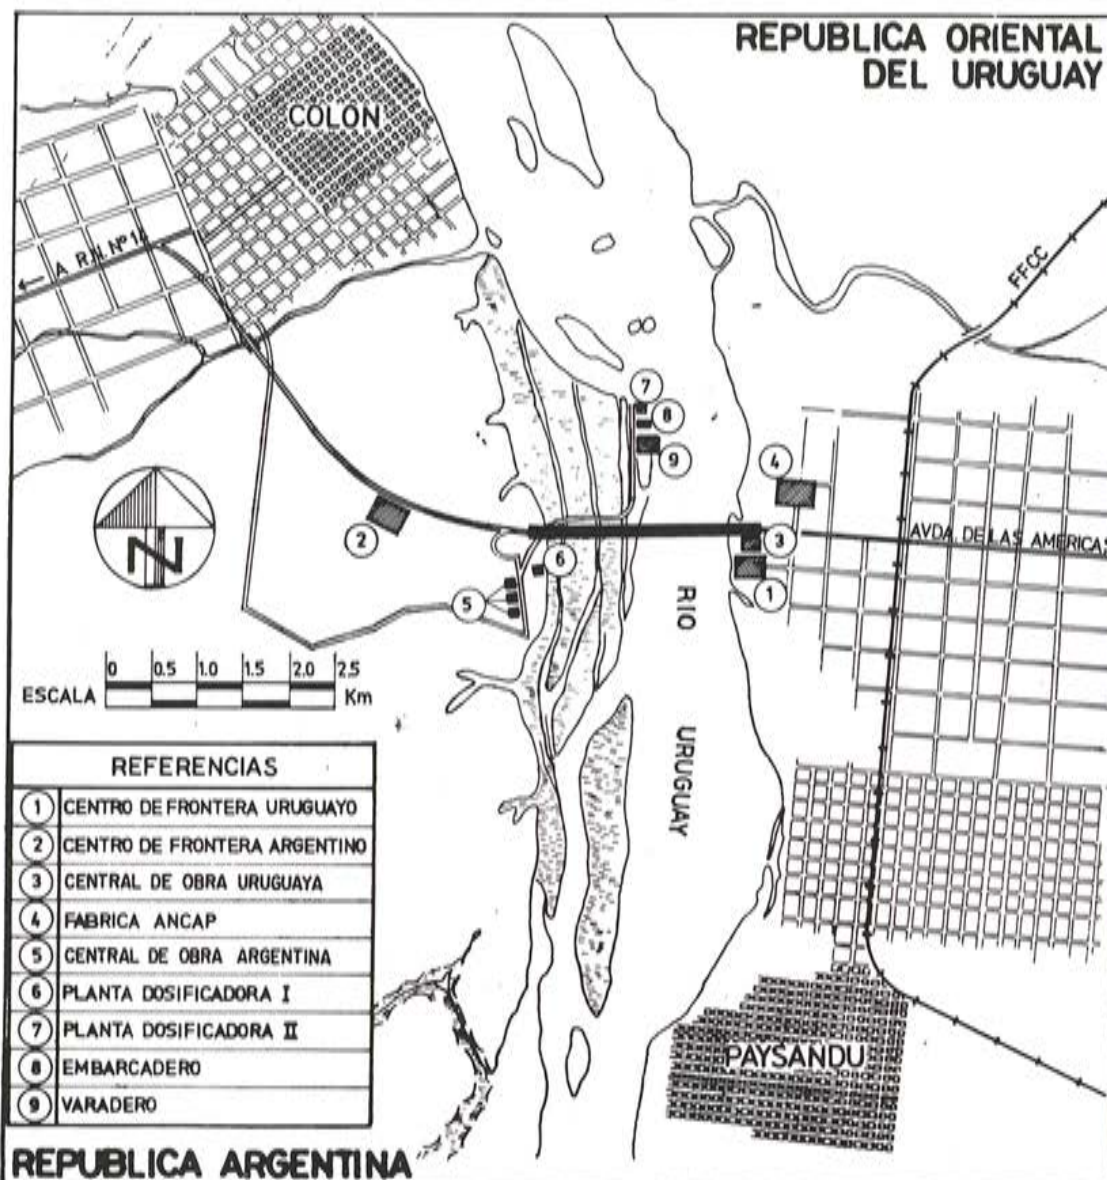 REPUBLICA ORIENTAL
DEL URUGUAY
COLON
← A R.N. Nº 14
FFCC
7
8
9
4
2
3
AVDA. DE LAS AMERICAS
6
1
5
N
RIO
URUGUAY
0 0.5 1.0 1.5 2.0 2.5
ESCALA Km
REFERENCIAS
1 CENTRO DE FRONTERA URUGUAYO
2 CENTRO DE FRONTERA ARGENTINO
3 CENTRAL DE OBRA URUGUAYA
4 FABRICA ANCAP
5 CENTRAL DE OBRA ARGENTINA
6 PLANTA DOSIFICADORA I
7 PLANTA DOSIFICADORA II
8 EMBARCADERO
9 VARADERO
PAYSANDU
REPUBLICA ARGENTINA